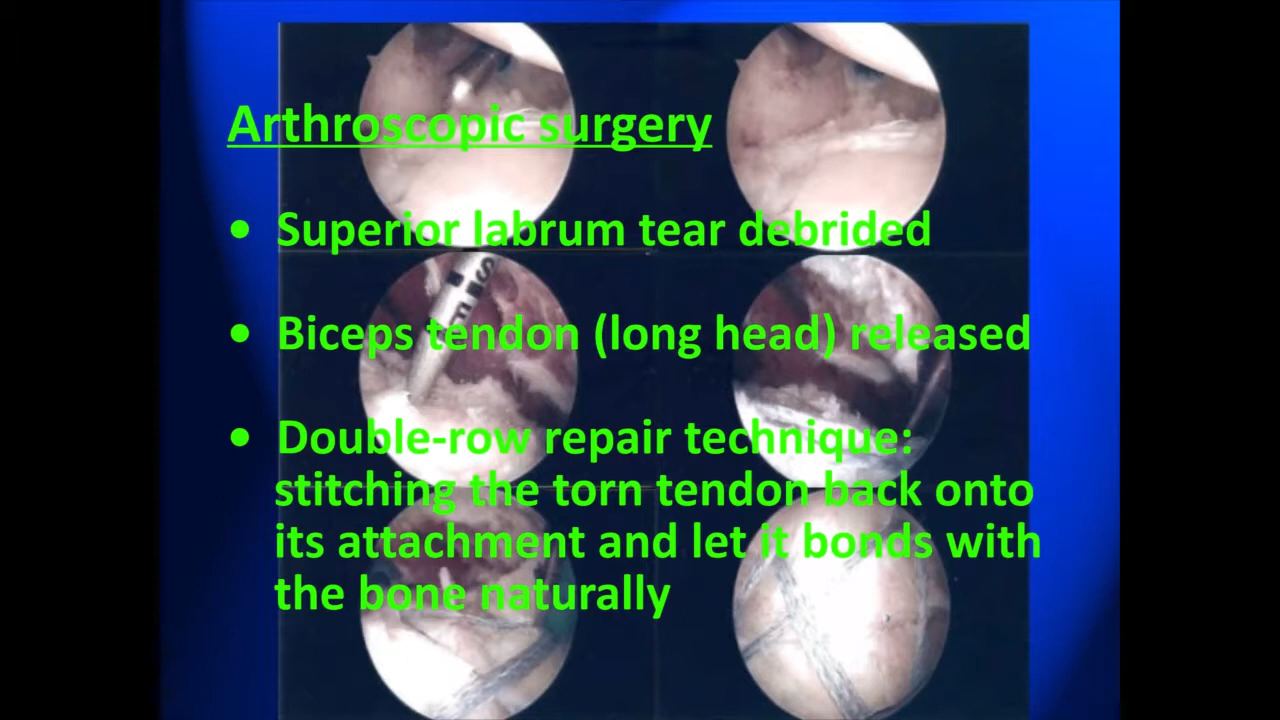 Arthroscopic surgery
• Superior labrum tear debrided
• Biceps tendon (long head) released
• Double-row repair technique:
stitching the torn tendon back onto
its attachment and let it bonds with
the bone naturally